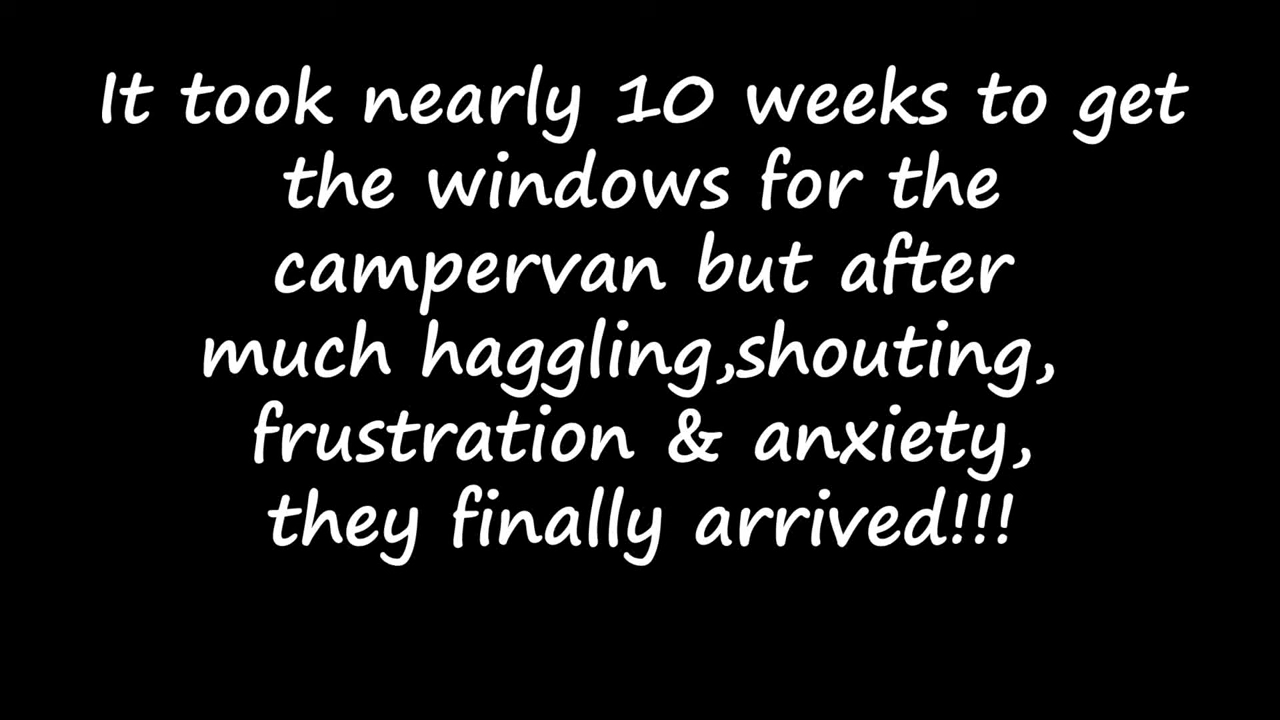 It took nearly 10 weeks to get
the windows for the
campervan but after
much haggling,shouting,
frustration & anxiety,
they finally arrived!!!